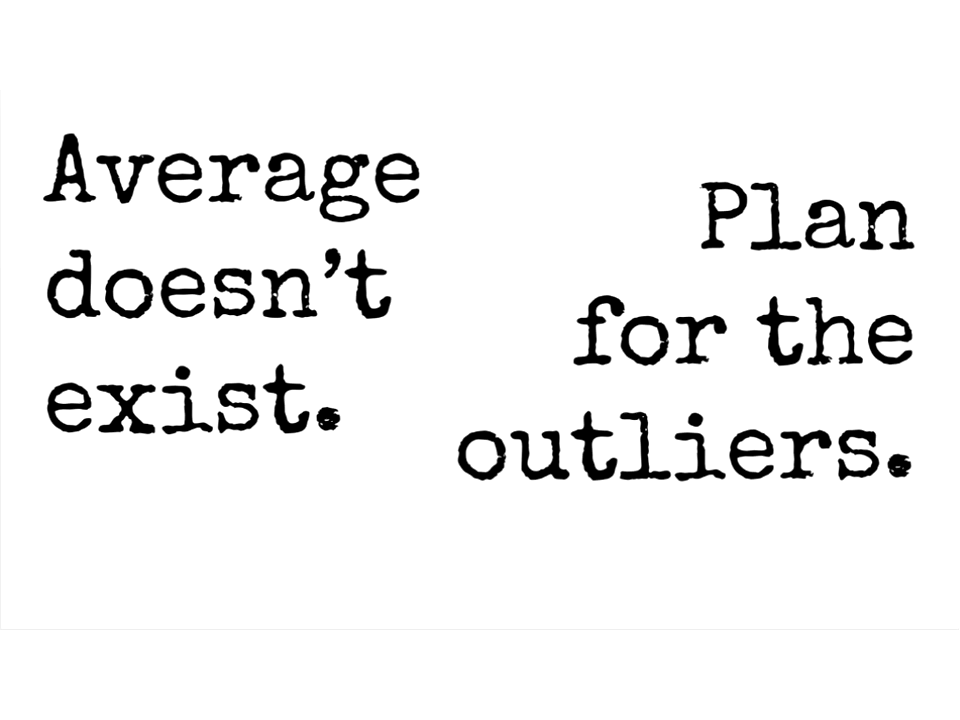 Average
doesn’t
exist.
Plan
for the
outliers.